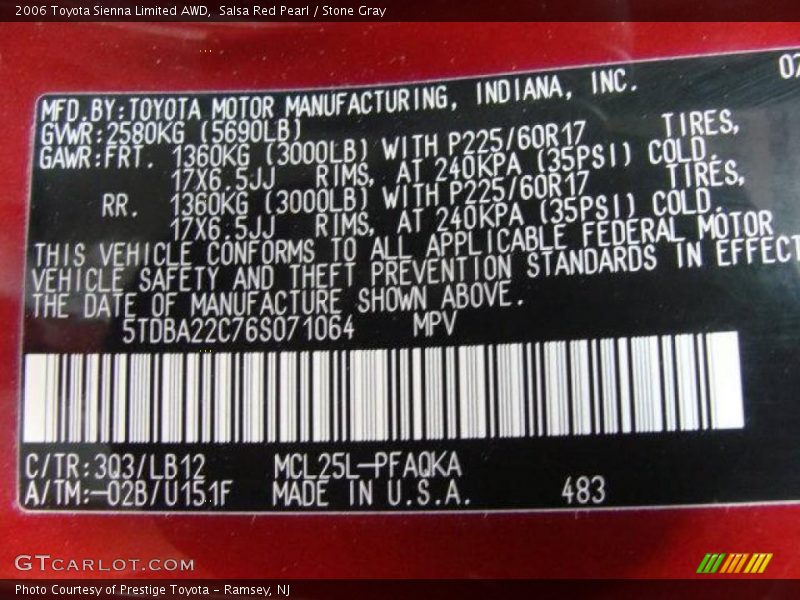 2006 Toyota Sienna Limited AWD,  Salsa Red Pearl / Stone Gray
07
MFD.BY:TOYOTA MOTOR MANUFACTURING, INDIANA, INC.
GVWR:2580KG (5690LB)
GAWR:FRT. 1360KG (3000LB) WITH P225/60R17 TIRES,
17X6.5JJ RIMS, AT 240KPA (35PSI) COLD.
RR. 1360KG (3000LB) WITH P225/60R17 TIRES,
17X6.5JJ RIMS, AT 240KPA (35PSI) COLD.
THIS VEHICLE CONFORMS TO ALL APPLICABLE FEDERAL MOTOR
VEHICLE SAFETY AND THEFT PREVENTION STANDARDS IN EFFECT
THE DATE OF MANUFACTURE SHOWN ABOVE.
5TDBA22C76S071064 MPV
C/TR:3Q3/LB12 MCL25L-PFAQKA
A/TM:-02B/U151F MADE IN U.S.A. 483
GTCARLOT.COM
Photo Courtesy of Prestige Toyota - Ramsey, NJ